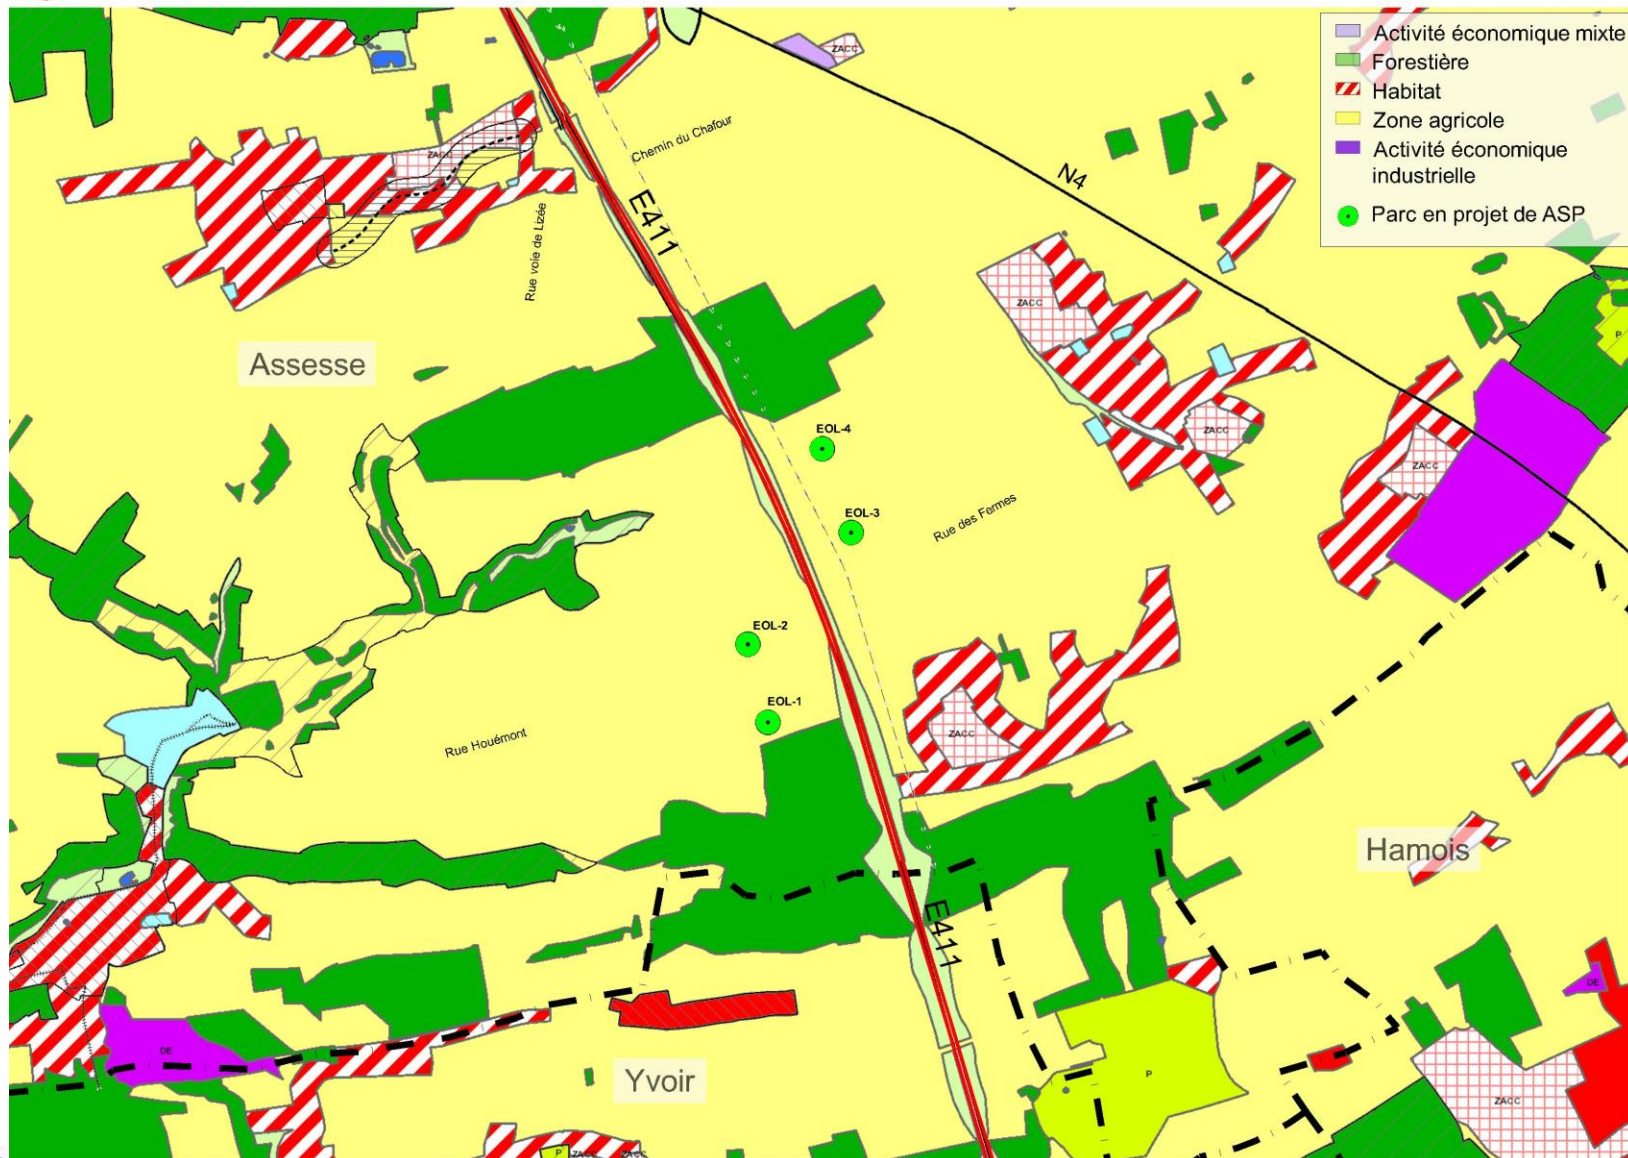 Activité économique mixte
Forestière
Habitat
Zone agricole
Activité économique
industrielle
Parc en projet de ASP
ZACC
Chemin du Chafour
N4
ZACC
E411
Rue voie de Lizée
ZACC
P
Assesse
ZACC
EOL-4
ZACC
EOL-3
Rue des Fermes
EOL-2
EOL-1
ZACC
Rue Houémont
Hamois
E411
DE
DE
Yvoir
P
ZACC
P
ZACC
ZACC